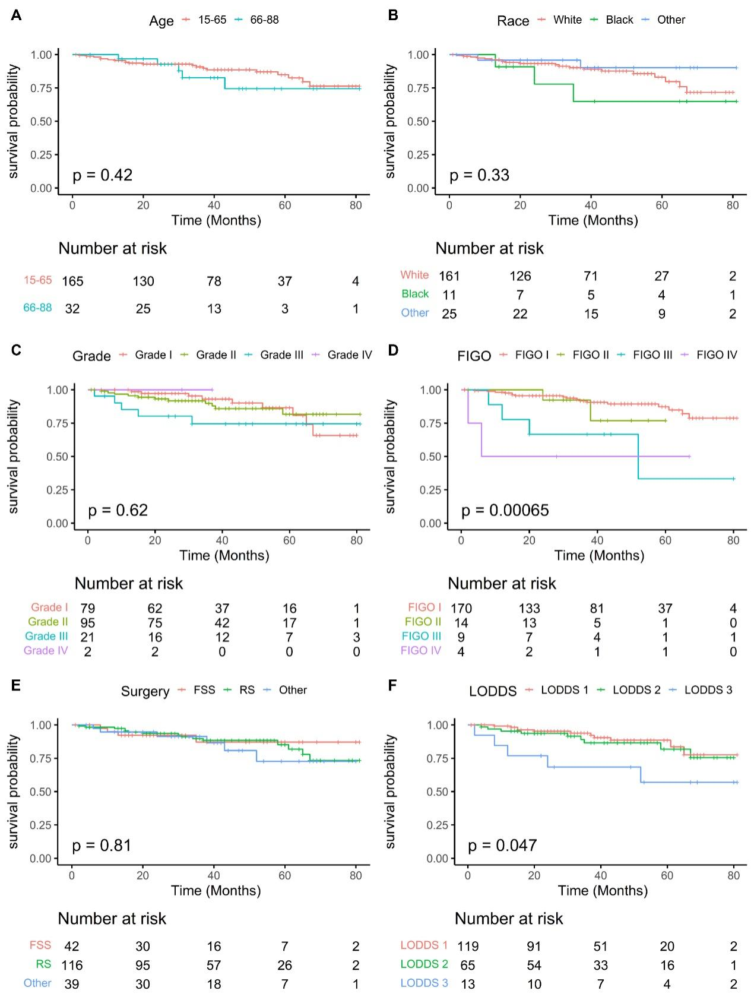 A
Age 15-65 66-88
survival probability
1.00
0.75
0.50
0.25
0.00
p = 0.42
0 20 40 60 80
Time (Months)
Number at risk
15-65 165 130 78 37 4
66-88 32 25 13 3 1
B
Race White Black Other
survival probability
1.00
0.75
0.50
0.25
0.00
p = 0.33
0 20 40 60 80
Time (Months)
Number at risk
White 161 126 71 27 2
Black 11 7 5 4 1
Other 25 22 15 9 2
C
Grade Grade I Grade II Grade III Grade IV
survival probability
1.00
0.75
0.50
0.25
0.00
p = 0.62
0 20 40 60 80
Time (Months)
Number at risk
Grade I 79 62 37 16 1
Grade II 95 75 42 17 1
Grade III 21 16 12 7 3
Grade IV 2 2 0 0 0
D
FIGO FIGO I FIGO II FIGO III FIGO IV
survival probability
1.00
0.75
0.50
0.25
0.00
p = 0.00065
0 20 40 60 80
Time (Months)
Number at risk
FIGO I 170 133 81 37 4
FIGO II 14 13 5 1 0
FIGO III 9 7 4 1 1
FIGO IV 4 2 1 1 0
E
Surgery FSS RS Other
survival probability
1.00
0.75
0.50
0.25
0.00
p = 0.81
0 20 40 60 80
Time (Months)
Number at risk
FSS 42 30 16 7 2
RS 116 95 57 26 2
Other 39 30 18 7 1
F
LODDS LODDS 1 LODDS 2 LODDS 3
survival probability
1.00
0.75
0.50
0.25
0.00
p = 0.047
0 20 40 60 80
Time (Months)
Number at risk
LODDS 1 119 91 51 20 2
LODDS 2 65 54 33 16 1
LODDS 3 13 10 7 4 2